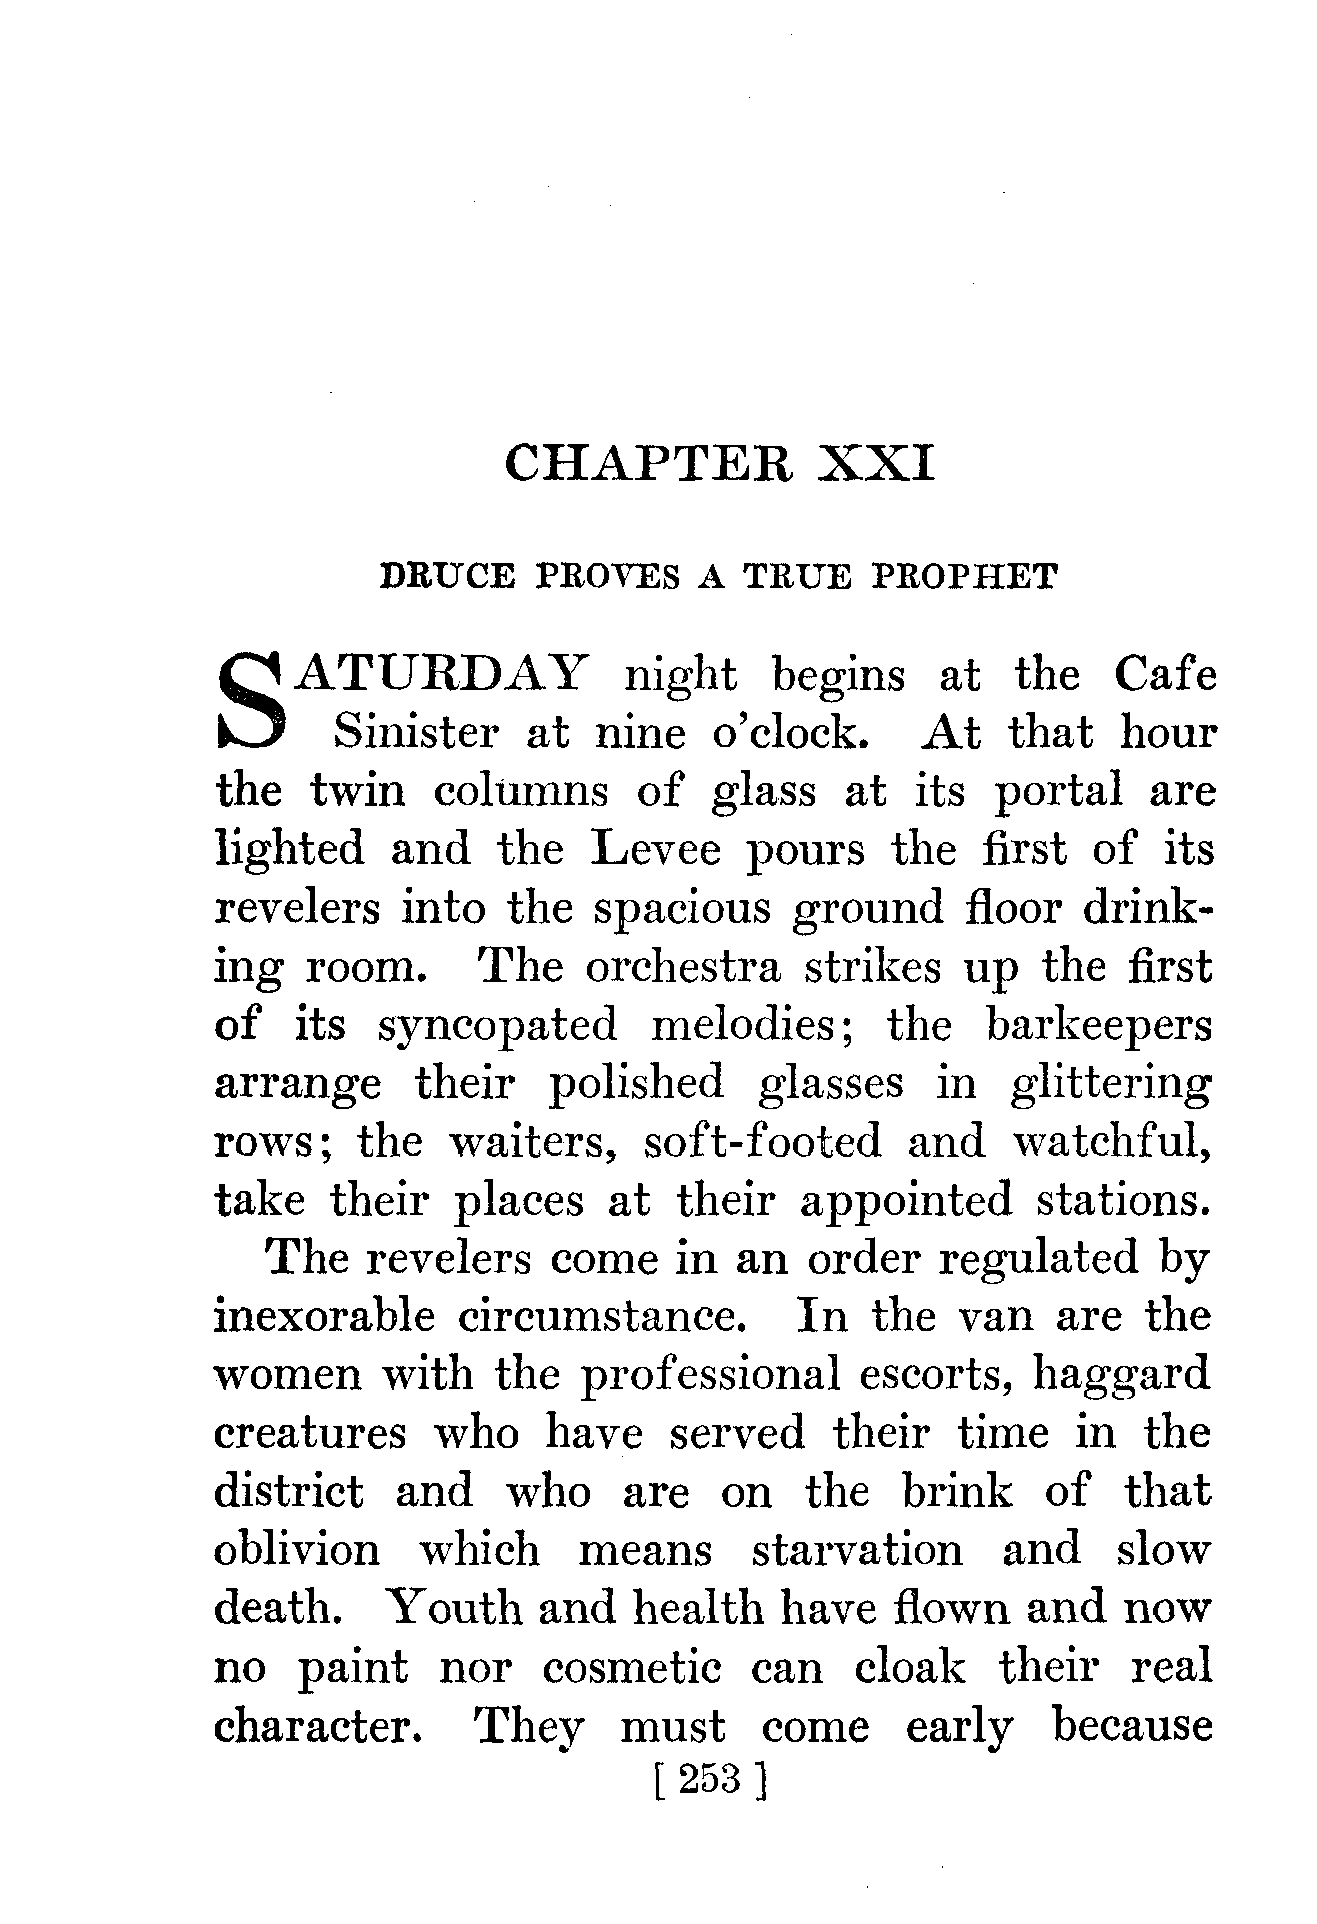 CHAPTER XXI
DRUCE PROVES A TRUE PROPHET
SATURDAY night begins at the Cafe
Sinister at nine o'clock. At that hour
the twin columns of glass at its portal are
lighted and the Levee pours the first of its
revelers into the spacious ground floor drink-
ing room. The orchestra strikes up the first
of its syncopated melodies; the barkeepers
arrange their polished glasses in glittering
rows; the waiters, soft-footed and watchful,
take their places at their appointed stations.
The revelers come in an order regulated by
inexorable circumstance. In the van are the
women with the professional escorts, haggard
creatures who have served their time in the
district and who are on the brink of that
oblivion which means starvation and slow
death. Youth and health have flown and now
no paint nor cosmetic can cloak their real
character. They must come early because
[ 253 ]